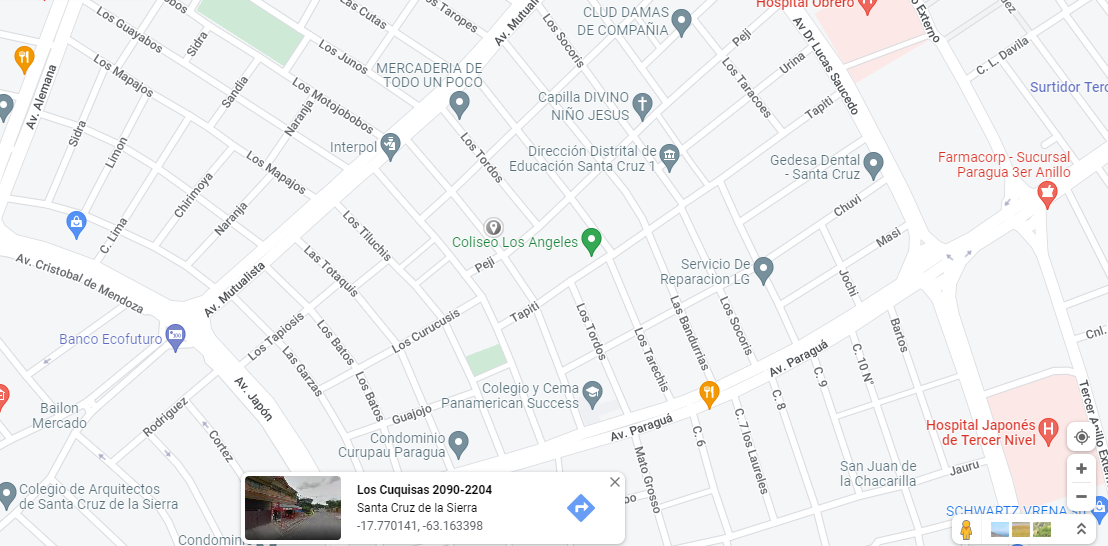 Los Guayabos
Sidra
Las Cutas
Los Taropes
Av. Mutualista
Los Socoris
CLUD DAMAS
DE COMPAÑIA
Peji
Hospital Obrero
Av Dr Lucas Saucedo
Externo
C. L. Davila
Surtidor Terc
Urina
Los Taracoes
Tapiti
Los Junos
MERCADERIA DE
TODO UN POCO
Los Mapajos
Sandia
Naranja
Los Motojobobos
Av. Alemana
Sidra
Limon
Interpol
Capilla DIVINO
NIÑO JESUS
Los Tordos
Dirección Distrital de
Educación Santa Cruz 1
Gedesa Dental
- Santa Cruz
Farmacorp - Sucursal
Paragua 3er Anillo
Los Mapajos
Chirimoya
Naranja
C. Lima
Los Tiluchis
Coliseo Los Angeles
Chuvi
Masi
Av. Cristobal de Mendoza
Av. Mutualista
Las Totaquis
Peji
Servicio De
Reparacion LG
Jochi
Tapiti
Los Curucusis
Los Tapiosis
Los Batos
Las Garzas
Banco Ecofuturo
Los Tordos
Los Tarechis
Las Bandurrias
Los Socoris
Av. Paraguá
Bartos
C. 10 N°
C. 9
C. 8
Cnl.
Los Batos
Av. Japón
Colegio y Cema
Panamerican Success
Guajojo
Bailon
Mercado
Rodriguez
Cortez
Condominio
Curupau Paragua
Av. Paraguá
C. 6
C. 7 los Laureles
Mato Grosso
Hospital Japonés
de Tercer Nivel
Tercer Anillo Exter
San Juan de
la Chacarilla
Jauru
Colegio de Arquitectos
de Santa Cruz de la Sierra
Condominio
Los Cuquisas 2090-2204
Santa Cruz de la Sierra
-17.770141, -63.163398
SCHWARTZ VRENA